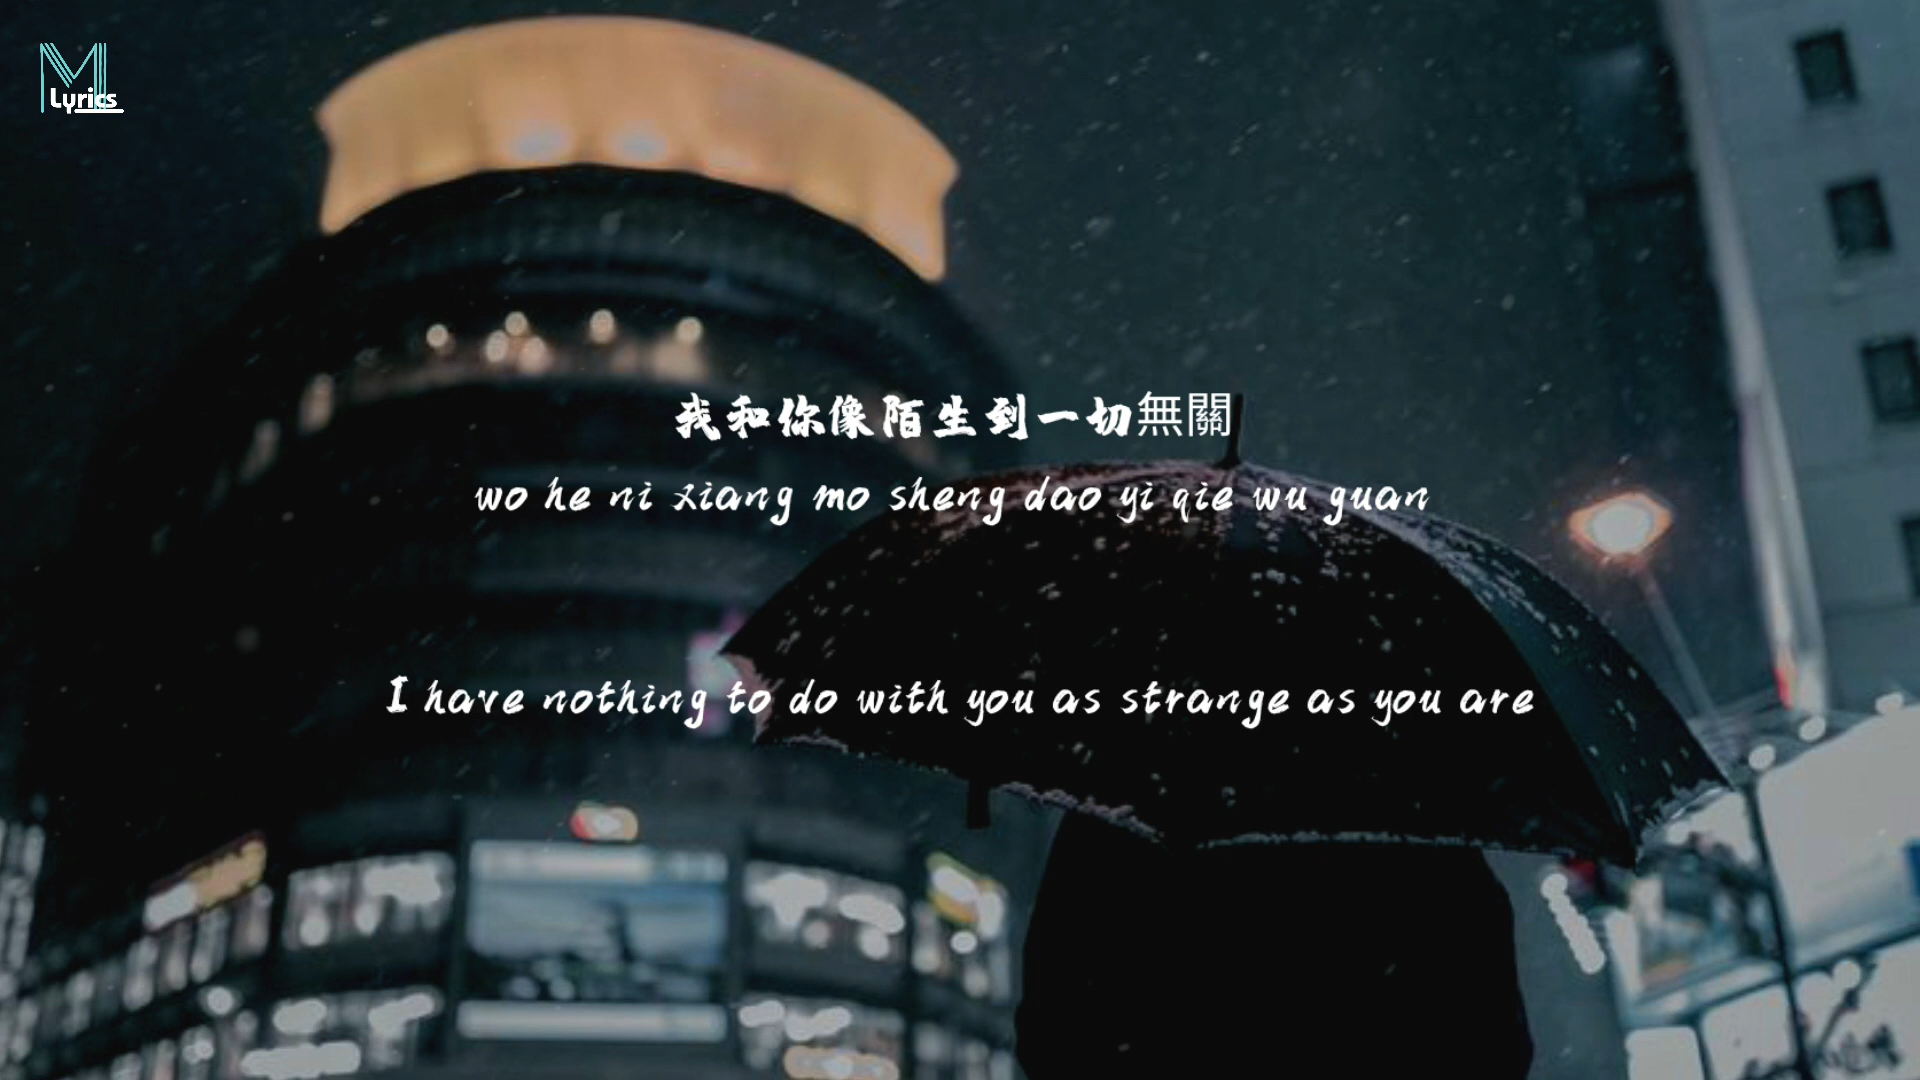 M
Lyrics
我和你像陌生到一切無關
wo he ni xiang mo sheng dao yi qie wu guan
I have nothing to do with you as strange as you are